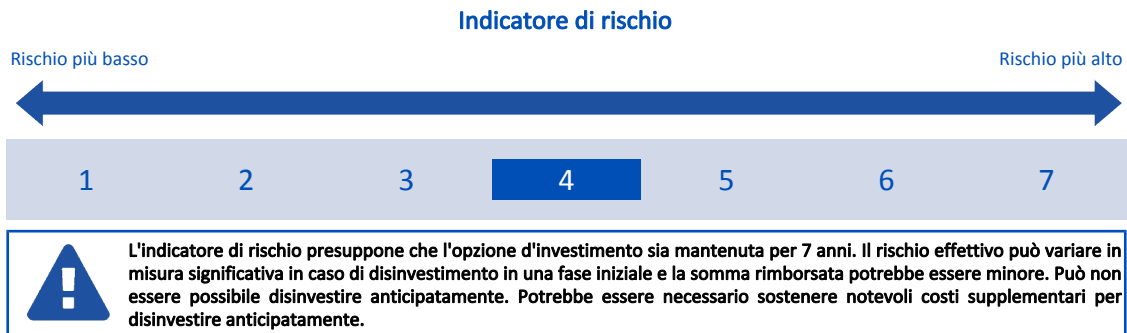 Indicatore di rischio
Rischio più basso
Rischio più alto
1 2 3 4 5 6 7
L'indicatore di rischio presuppone che l'opzione d'investimento sia mantenuta per 7 anni. Il rischio effettivo può variare in
misura significativa in caso di disinvestimento in una fase iniziale e la somma rimborsata potrebbe essere minore. Può non
essere possibile disinvestire anticipatamente. Potrebbe essere necessario sostenere notevoli costi supplementari per
disinvestire anticipatamente.